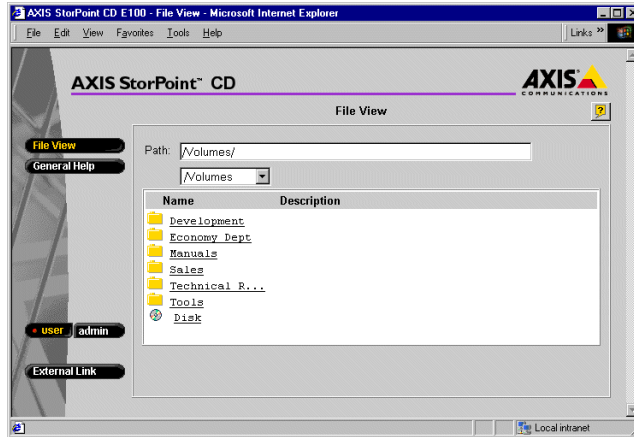 AXIS StorPoint CD E100 - File View - Microsoft Internet Explorer
File Edit View Favorites Tools Help Links »
AXIS StorPoint™ CD
AXIS
COMMUNICATIONS
File View
?
File View
General Help
Path: /Volumes/
/Volumes
Name Description
Development
Economy Dept
Manuals
Sales
Technical R...
Tools
Disk
user admin
External Link
Local intranet